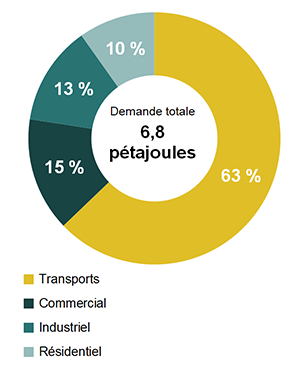 10 %
13 %
15 %
63 %
Demande totale
6,8
pétajoules
Transports
Commercial
Industriel
Résidentiel